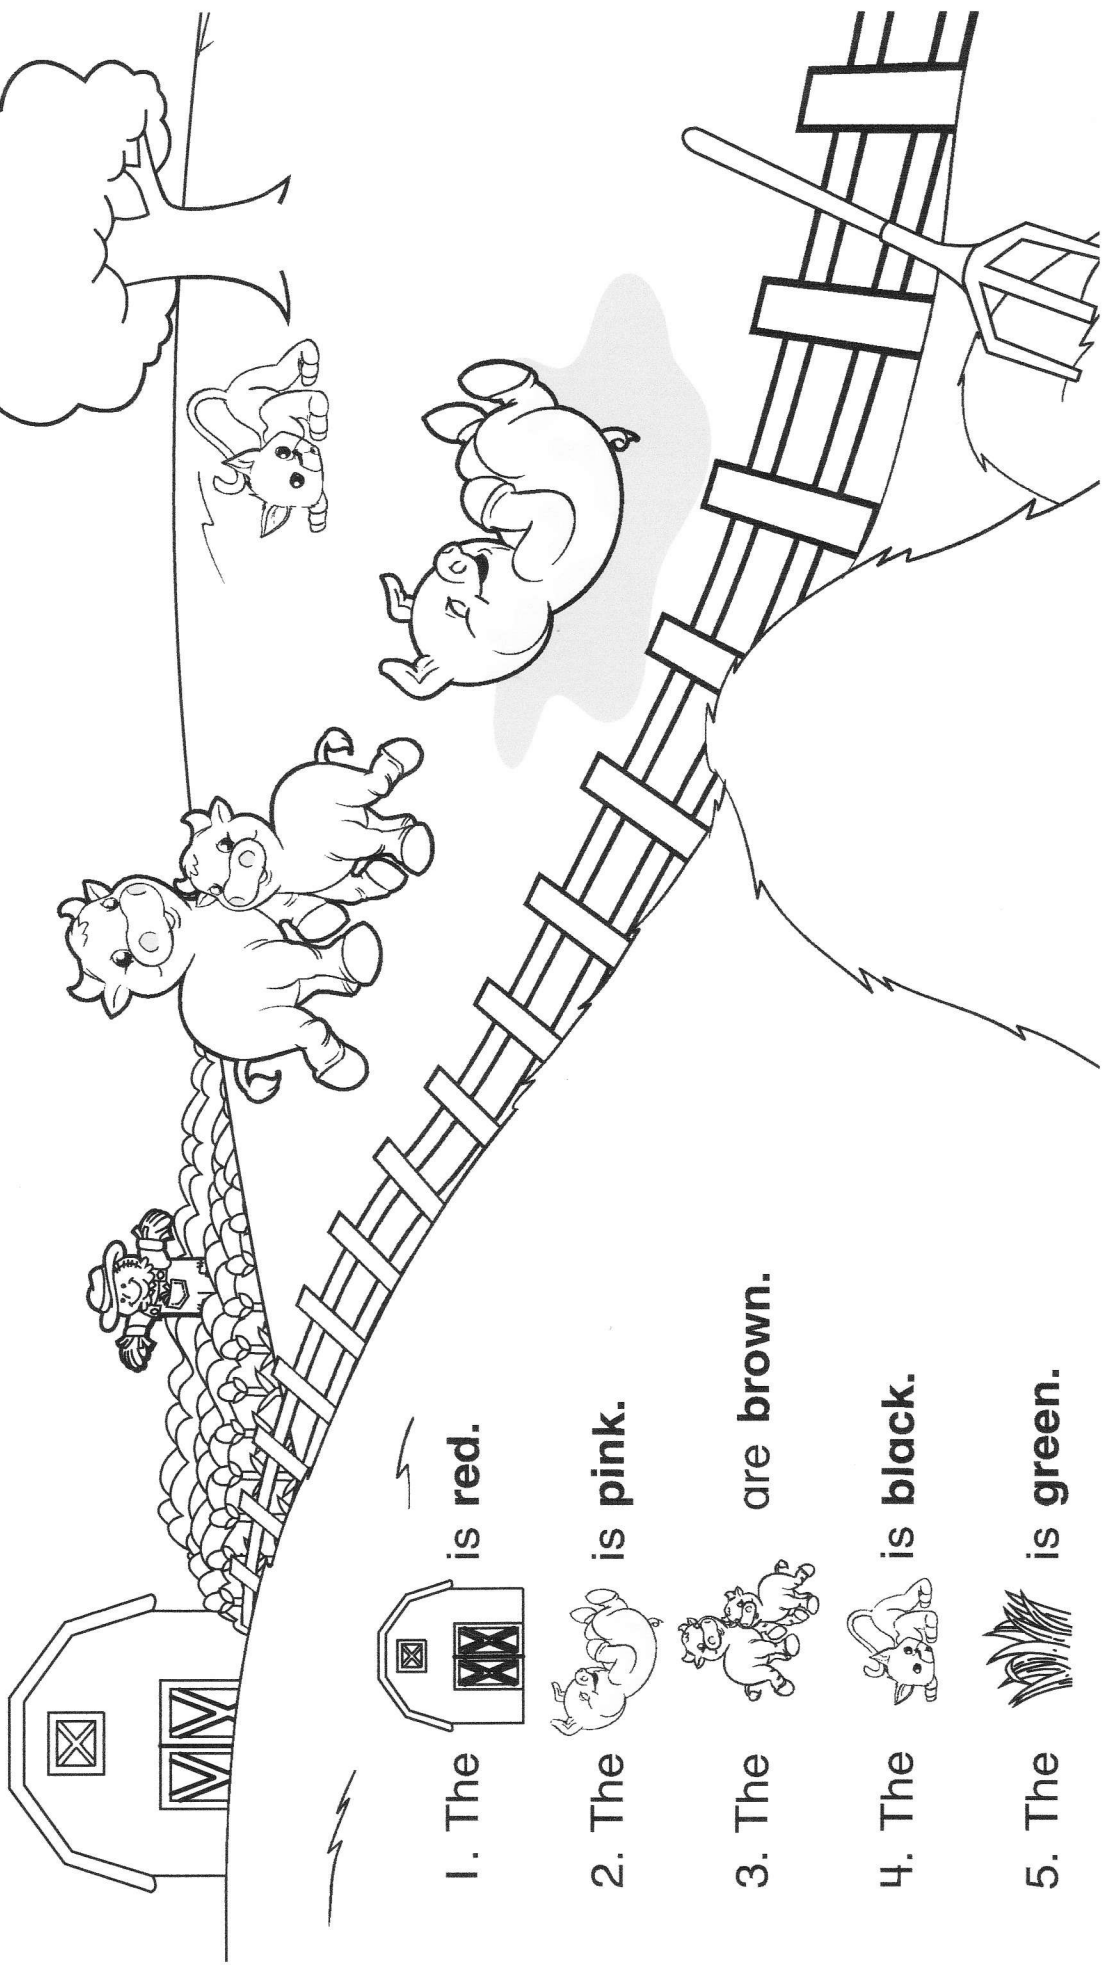 1. The is red.
2. The is pink.
3. The are brown.
4. The is black.
5. The is green.